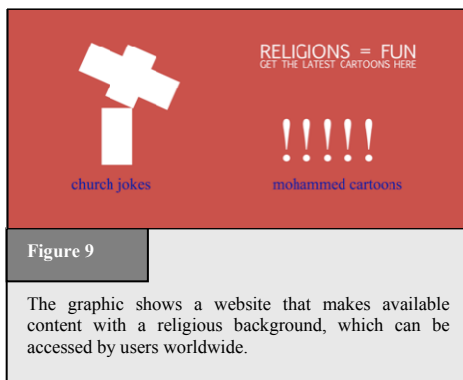 RELIGIONS = FUN
GET THE LATEST CARTOONS HERE
!!!!!
church jokes
mohammed cartoons
Figure 9
The graphic shows a website that makes available
content with a religious background, which can be
accessed by users worldwide.